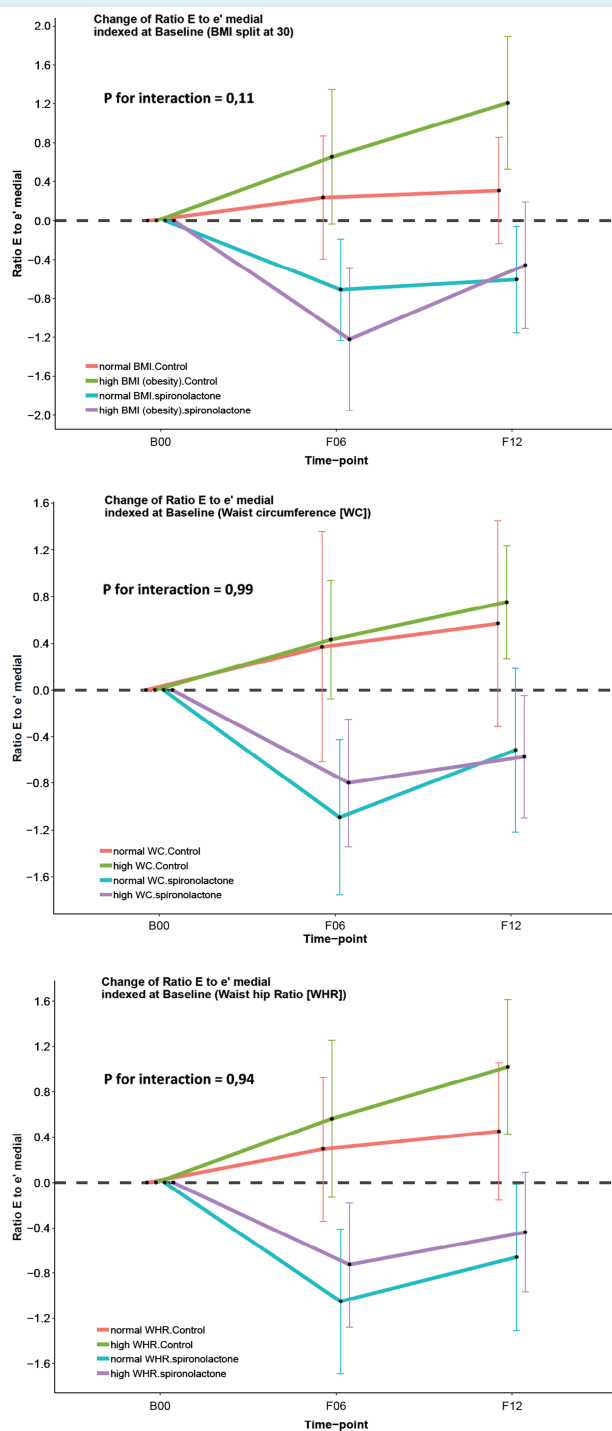 Change of Ratio E to e' medial
indexed at Baseline (BMI split at 30)
P for interaction = 0,11
Ratio E to e' medial
2.0
1.6
1.2
0.8
0.4
0.0
−0.4
−0.8
−1.2
−1.6
−2.0
normal BMI.Control
high BMI (obesity).Control
normal BMI.spironolactone
high BMI (obesity).spironolactone
B00
F06
F12
Time−point
Change of Ratio E to e' medial
indexed at Baseline (Waist circumference [WC])
P for interaction = 0,99
Ratio E to e' medial
1.6
1.2
0.8
0.4
0.0
−0.4
−0.8
−1.2
−1.6
normal WC.Control
high WC.Control
normal WC.spironolactone
high WC.spironolactone
B00
F06
F12
Time−point
Change of Ratio E to e' medial
indexed at Baseline (Waist hip Ratio [WHR])
P for interaction = 0,94
Ratio E to e' medial
1.6
1.2
0.8
0.4
0.0
−0.4
−0.8
−1.2
−1.6
normal WHR.Control
high WHR.Control
normal WHR.spironolactone
high WHR.spironolactone
B00
F06
F12
Time−point